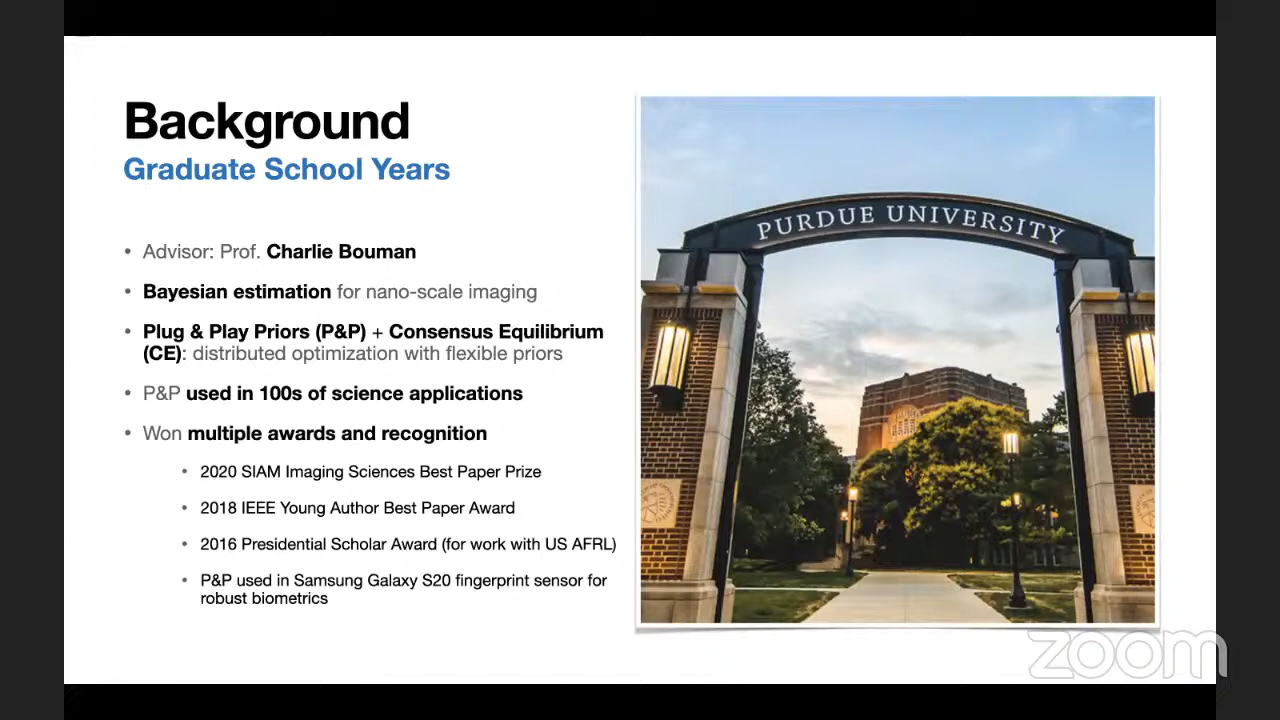 Background
Graduate School Years
• Advisor: Prof. Charlie Bouman
• Bayesian estimation for nano-scale imaging
• Plug & Play Priors (P&P) + Consensus Equilibrium
(CE): distributed optimization with flexible priors
• P&P used in 100s of science applications
• Won multiple awards and recognition
• 2020 SIAM Imaging Sciences Best Paper Prize
• 2018 IEEE Young Author Best Paper Award
• 2016 Presidential Scholar Award (for work with US AFRL)
• P&P used in Samsung Galaxy S20 fingerprint sensor for
robust biometrics
PURDUE UNIVERSITY
zoom